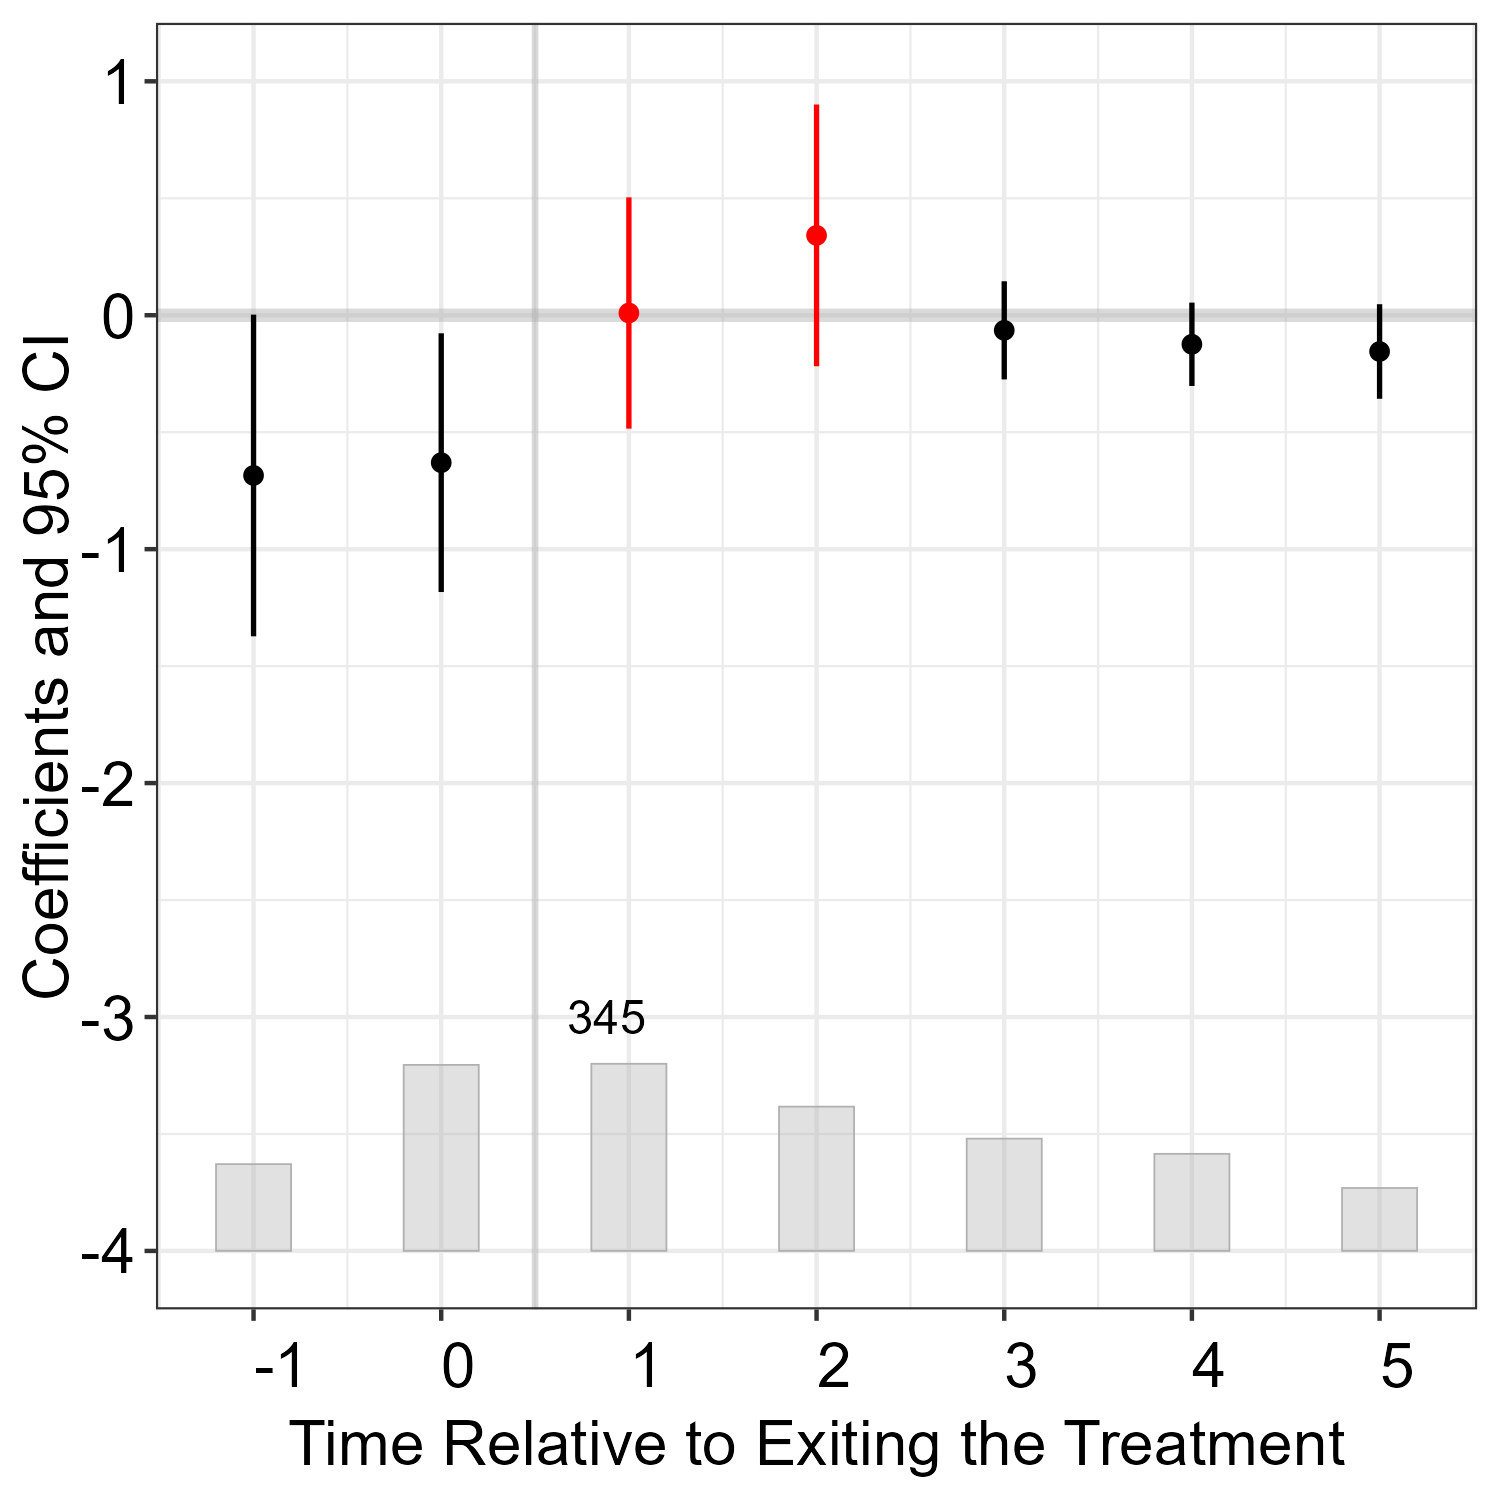 Coefficients and 95% CI
1
0
-1
-2
-3
-4
345
-1 0 1 2 3 4 5
Time Relative to Exiting the Treatment